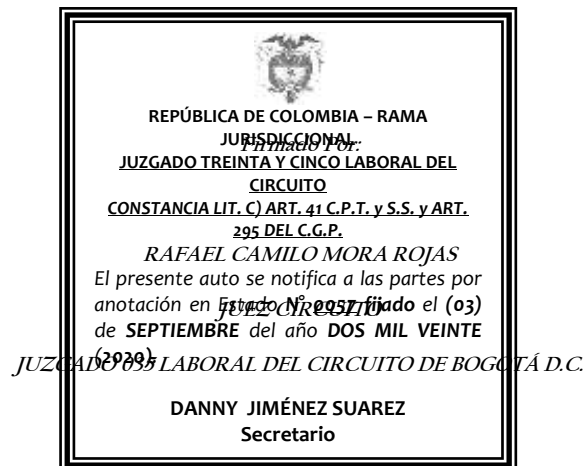 REPÚBLICA DE COLOMBIA – RAMA
JURISDICCIONAL
Firmado Por:
JUZGADO TREINTA Y CINCO LABORAL DEL
CIRCUITO
CONSTANCIA LIT. C) ART. 41 C.P.T. y S.S. y ART.
295 DEL C.G.P.
RAFAEL CAMILO MORA ROJAS
El presente auto se notifica a las partes por
anotación en Estado N° 0057 fijado el (03)
JUEZ CIRCUITO
de SEPTIEMBRE del año DOS MIL VEINTE
(2020).
JUZGADO 035 LABORAL DEL CIRCUITO DE BOGOTÁ D.C.
DANNY JIMÉNEZ SUAREZ
Secretario